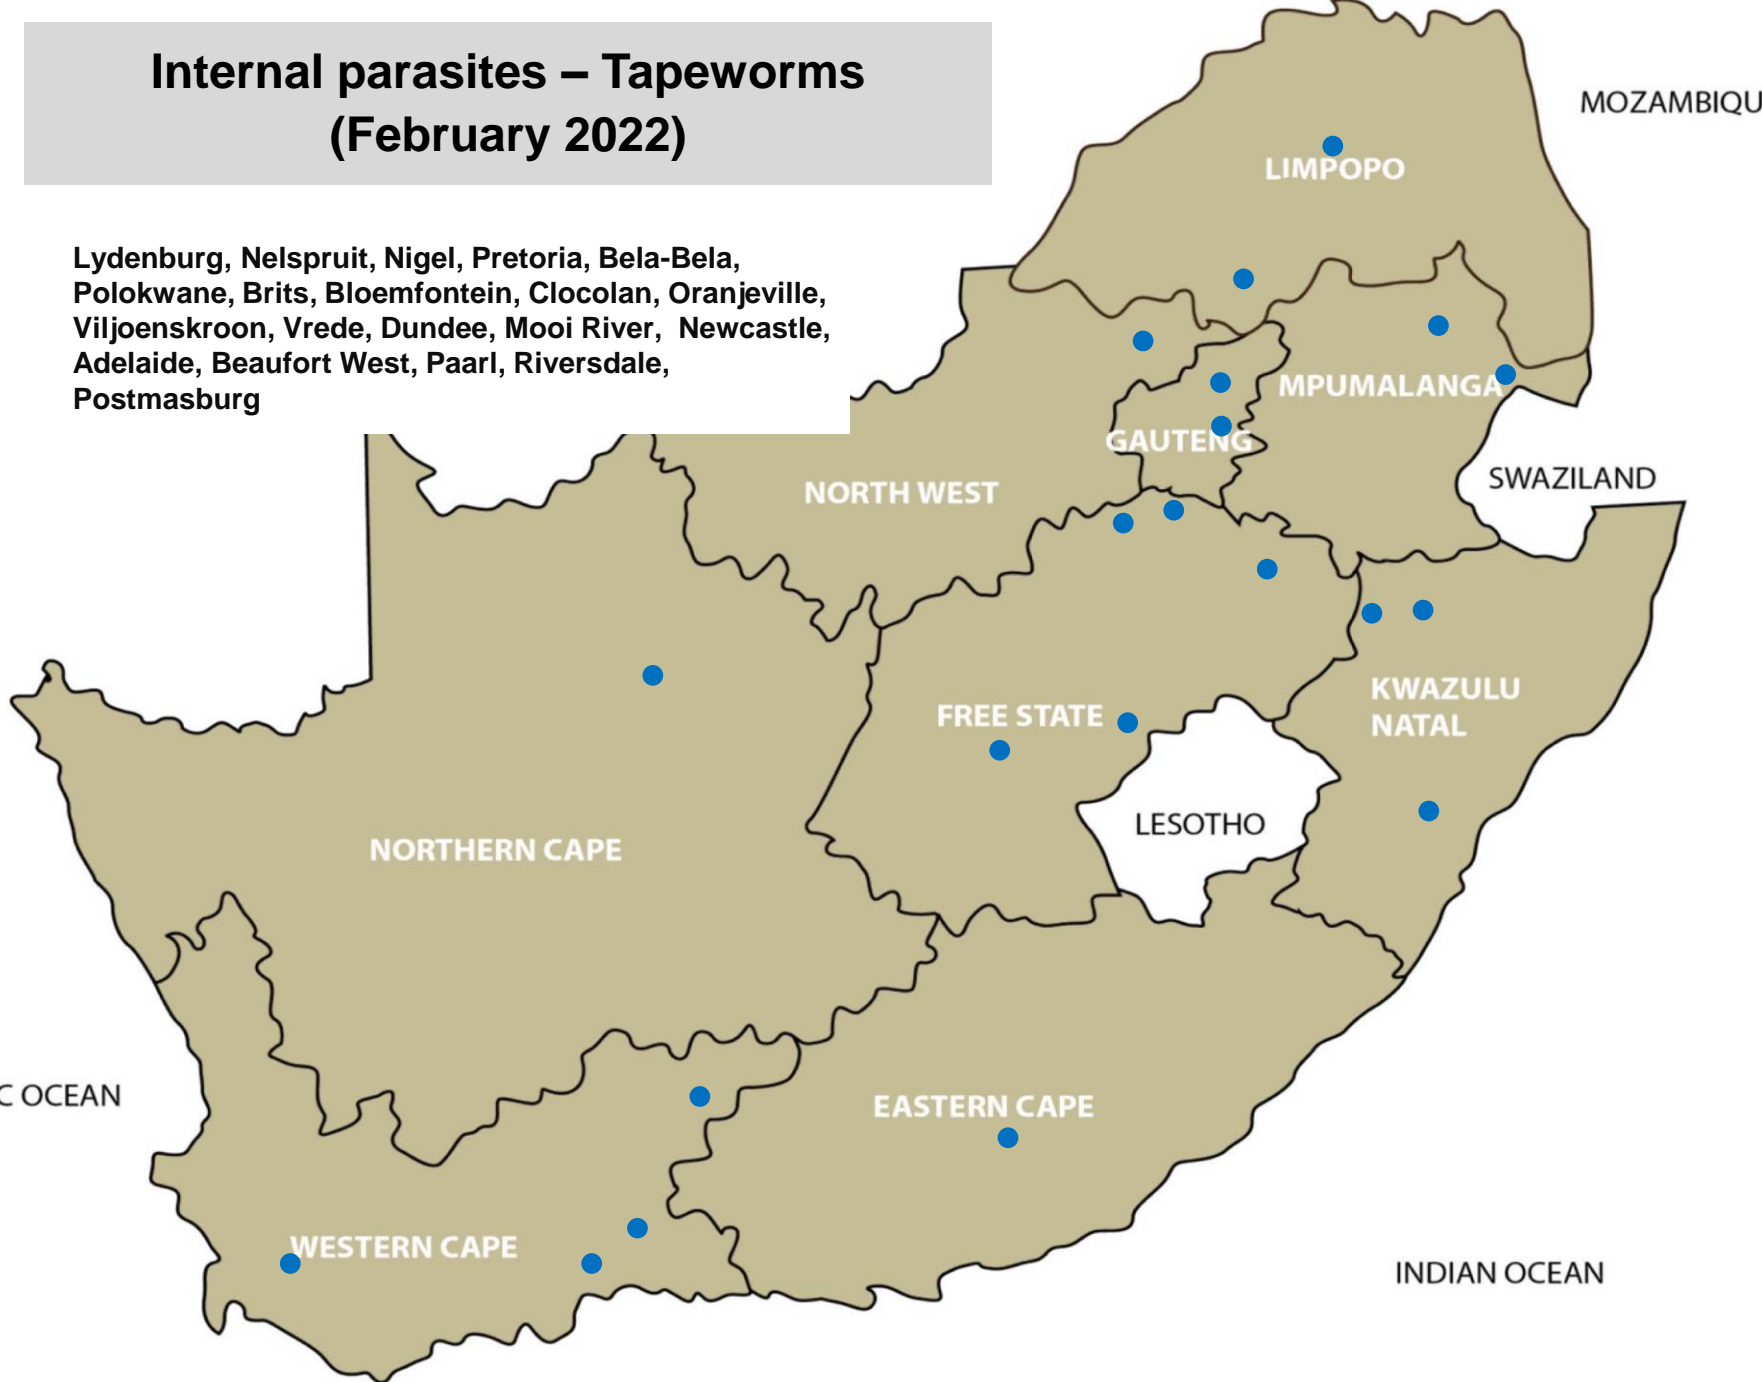 Internal parasites – Tapeworms
(February 2022)
Lydenburg, Nelspruit, Nigel, Pretoria, Bela-Bela,
Polokwane, Brits, Bloemfontein, Clocolan, Oranjeville,
Viljoenskroon, Vrede, Dundee, Mooi River, Newcastle,
Adelaide, Beaufort West, Paarl, Riversdale,
Postmasburg
MOZAMBIQU
LIMPOPO
MPUMALANGA
GAUTENG
NORTH WEST
SWAZILAND
KWAZULU
NATAL
FREE STATE
LESOTHO
NORTHERN CAPE
C OCEAN
EASTERN CAPE
WESTERN CAPE
INDIAN OCEAN